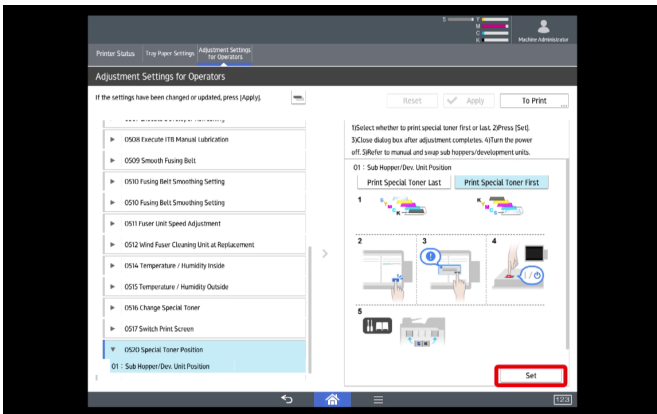 S
Y
M
C
K
Machine Administrator
Printer Status
Tray Paper Settings
Adjustment Settings
for Operators
Adjustment Settings for Operators
If the settings have been changed or updated, press [Apply].
Reset
Apply
To Print
0508 Execute ITB Manual Lubrication
0509 Smooth Fusing Belt
0510 Fusing Belt Smoothing Setting
0510 Fusing Belt Smoothing Setting
0511 Fuser Unit Speed Adjustment
0512 Wind Fuser Cleaning Unit at Replacement
0514 Temperature / Humidity Inside
0515 Temperature / Humidity Outside
0516 Change Special Toner
0517 Switch Print Screen
0520 Special Toner Position
01 : Sub Hopper/Dev. Unit Position
1)Select whether to print special toner first or last. 2)Press [Set].
3)Close dialog box after adjustment completes. 4)Turn the power
off. 5)Refer to manual and swap sub hoppers/development units.
01 : Sub Hopper/Dev. Unit Position
Print Special Toner Last
Print Special Toner First
1
S Y M C K
2
3
4
5
Set
123